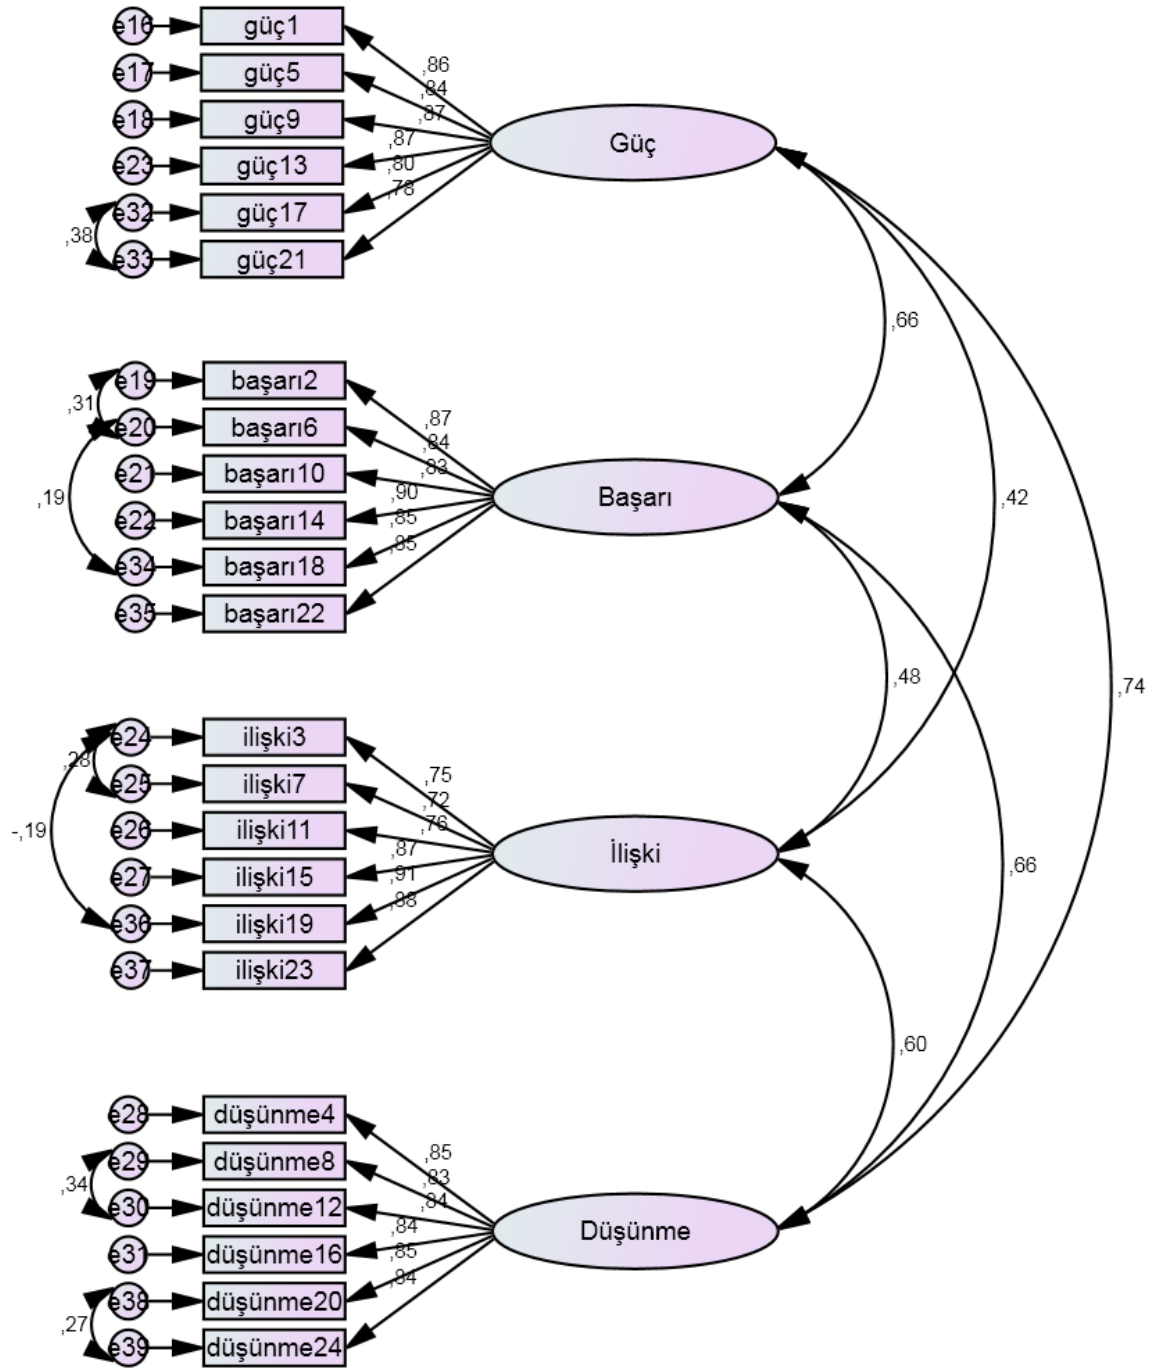 e16 güç1
,86
e17 güç5
,84
e18 güç9
,87
Güç
e23 güç13
,87
e32 güç17
,80
,38
e33 güç21
,78
,66
e19 başarı2
,31
,87
e20 başarı6
,84
e21 başarı10
,83
,19
Başarı
,42
e22 başarı14
,90
e34 başarı18
,85
e35 başarı22
,85
,48
,74
e24 ilişki3
,28
,75
e25 ilişki7
,72
-,19
e26 ilişki11
,76
İlişki
,66
e27 ilişki15
,87
e36 ilişki19
,91
e37 ilişki23
,88
,60
e28 düşünme4
,85
e29 düşünme8
,34
,83
e30 düşünme12
,84
Düşünme
e31 düşünme16
,84
e38 düşünme20
,85
,27
e39 düşünme24
,84